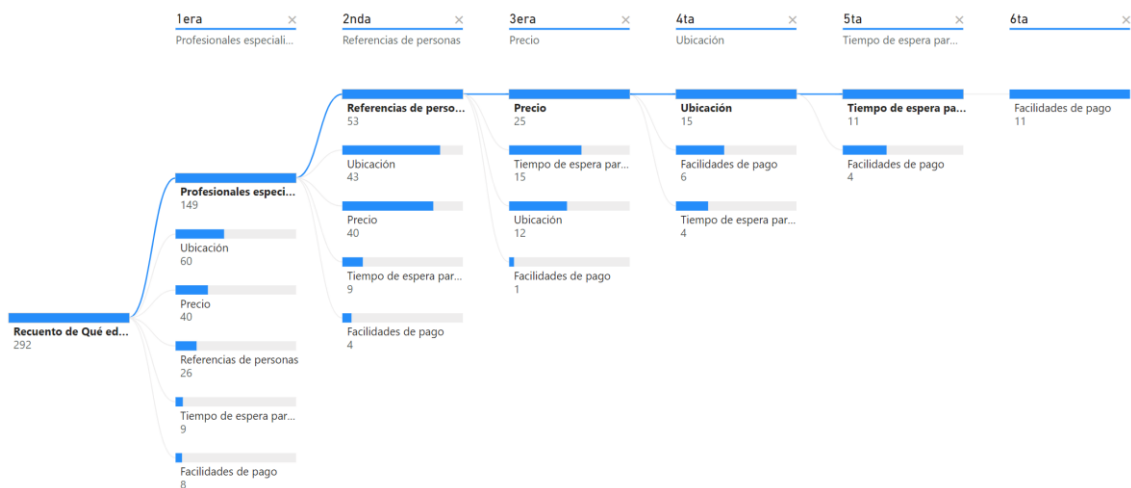 1era ×
Profesionales especiali...
2nda ×
Referencias de personas
3era ×
Precio
4ta ×
Ubicación
5ta ×
Tiempo de espera par...
6ta ×
Recuento de Qué ed...
292
Profesionales especi...
149
Ubicación
60
Precio
40
Referencias de personas
26
Tiempo de espera par...
9
Facilidades de pago
8
Referencias de perso...
53
Ubicación
43
Precio
40
Tiempo de espera par...
9
Facilidades de pago
4
Precio
25
Tiempo de espera par...
15
Ubicación
12
Facilidades de pago
1
Ubicación
15
Facilidades de pago
6
Tiempo de espera par...
4
Tiempo de espera pa...
11
Facilidades de pago
4
Facilidades de pago
11